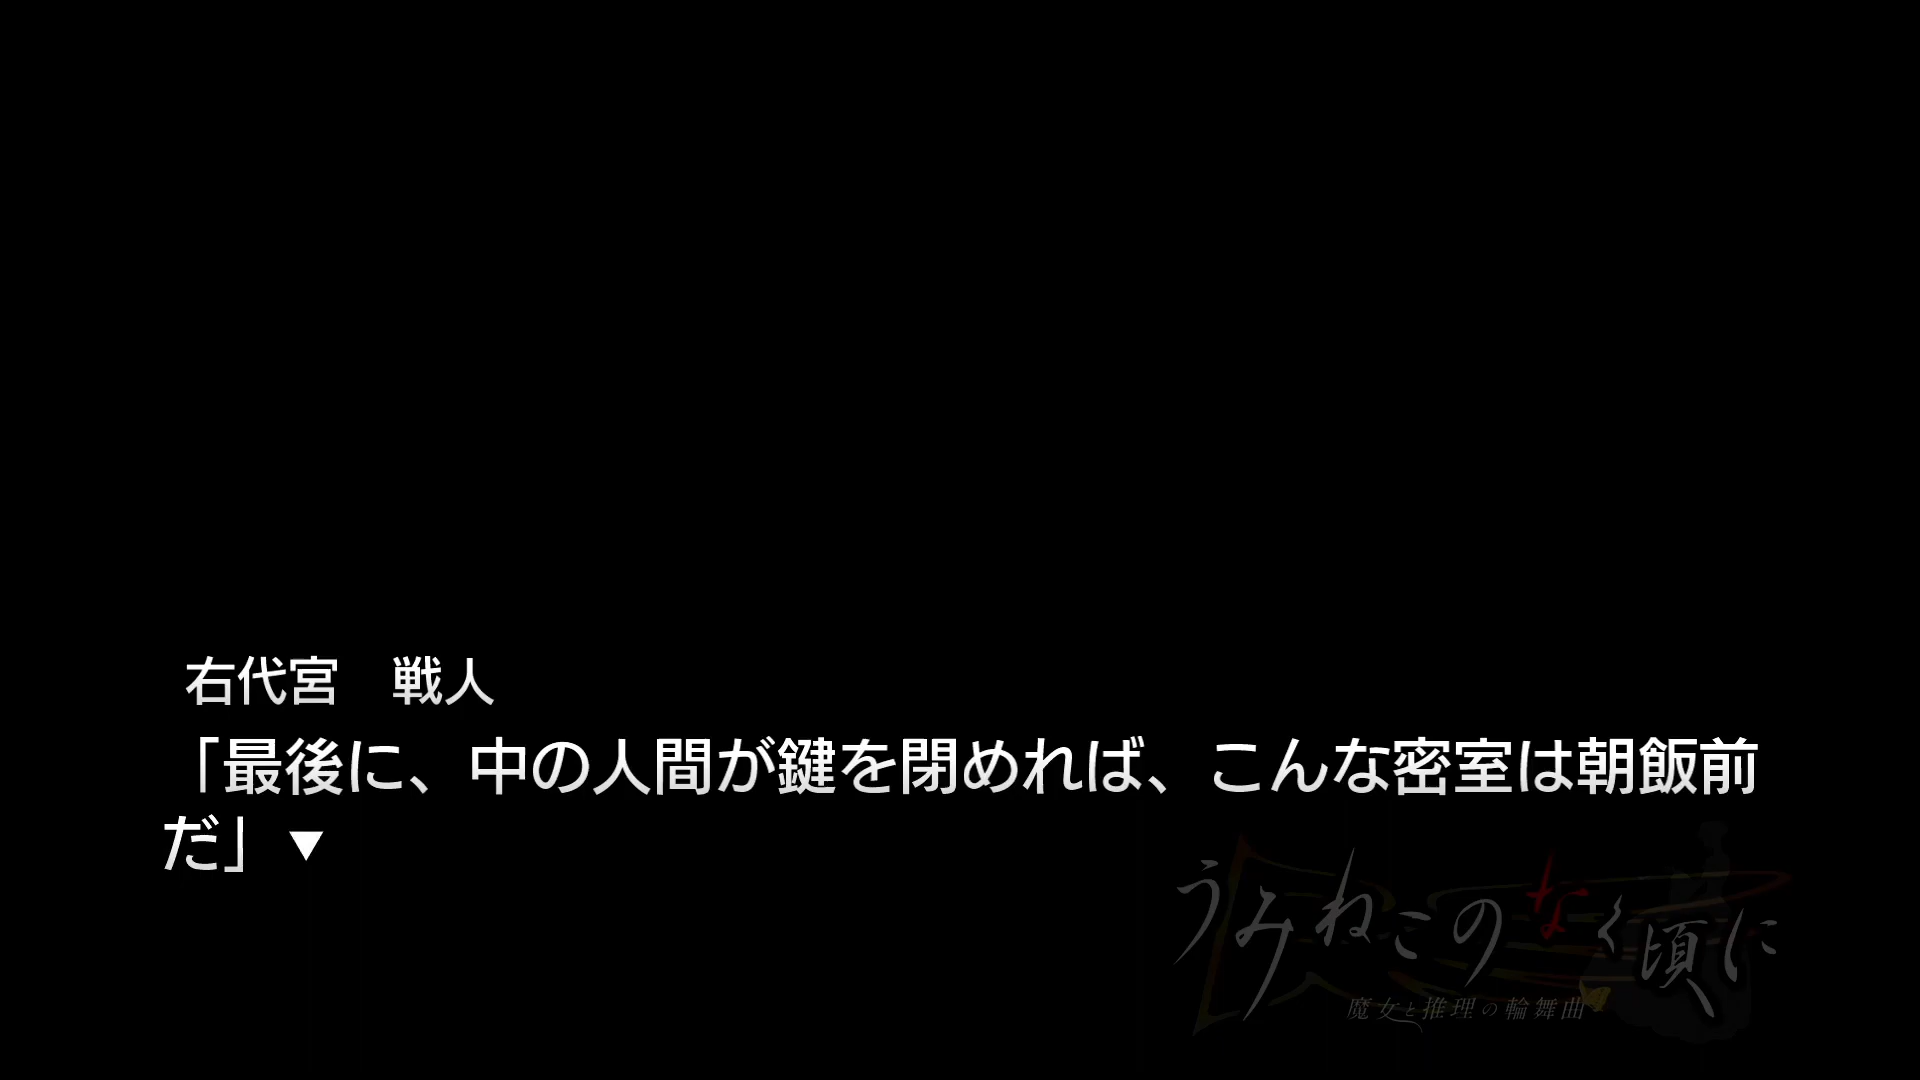 右代宮　戦人
「最後に、中の人間が鍵を閉めれば、こんな密室は朝飯前
だ」▼
うみねこのなく頃に
魔女と推理の輪舞曲